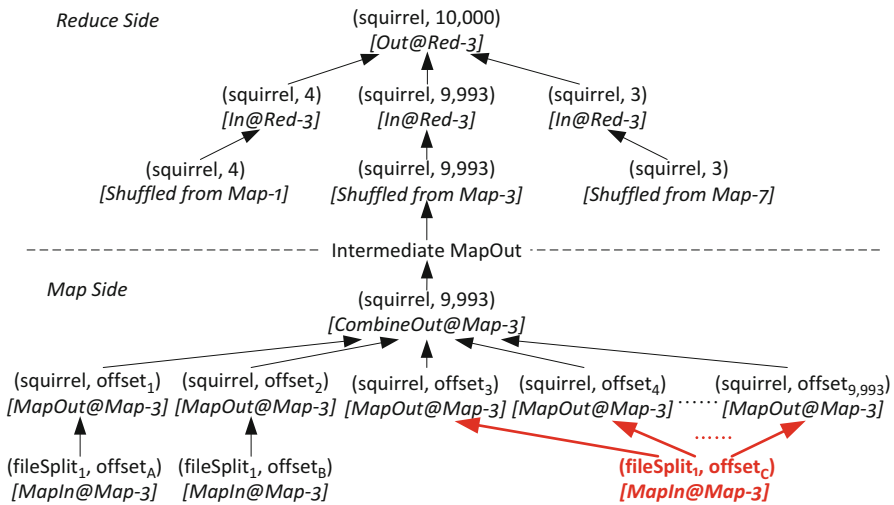 Reduce Side
(squirrel, 10,000)
[Out@Red-3]
(squirrel, 4)
[In@Red-3]
(squirrel, 9,993)
[In@Red-3]
(squirrel, 3)
[In@Red-3]
(squirrel, 4)
[Shuffled from Map-1]
(squirrel, 9,993)
[Shuffled from Map-3]
(squirrel, 3)
[Shuffled from Map-7]
Intermediate MapOut
Map Side
(squirrel, 9,993)
[CombineOut@Map-3]
(squirrel, offset₁)
[MapOut@Map-3]
(squirrel, offset₂)
[MapOut@Map-3]
(squirrel, offset₃)
[MapOut@Map-3]
(squirrel, offset₄)
[MapOut@Map-3]
......
(squirrel, offset₉,₉₉₃)
[MapOut@Map-3]
......
(fileSplit₁, offset_A)
[MapIn@Map-3]
(fileSplit₁, offset_B)
[MapIn@Map-3]
(fileSplit₁, offset_C)
[MapIn@Map-3]